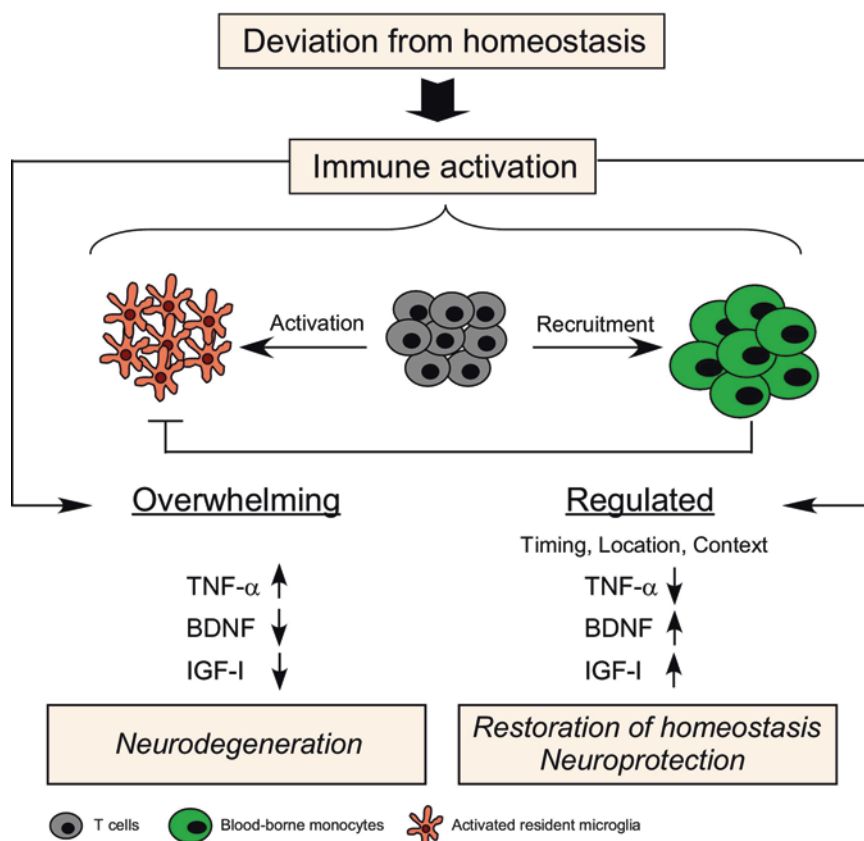 Deviation from homeostasis
Immune activation
Activation
Recruitment
Overwhelming
Regulated
Timing, Location, Context
TNF-α
BDNF
IGF-I
TNF-α
BDNF
IGF-I
Neurodegeneration
Restoration of homeostasis
Neuroprotection
T cells
Blood-borne monocytes
Activated resident microglia